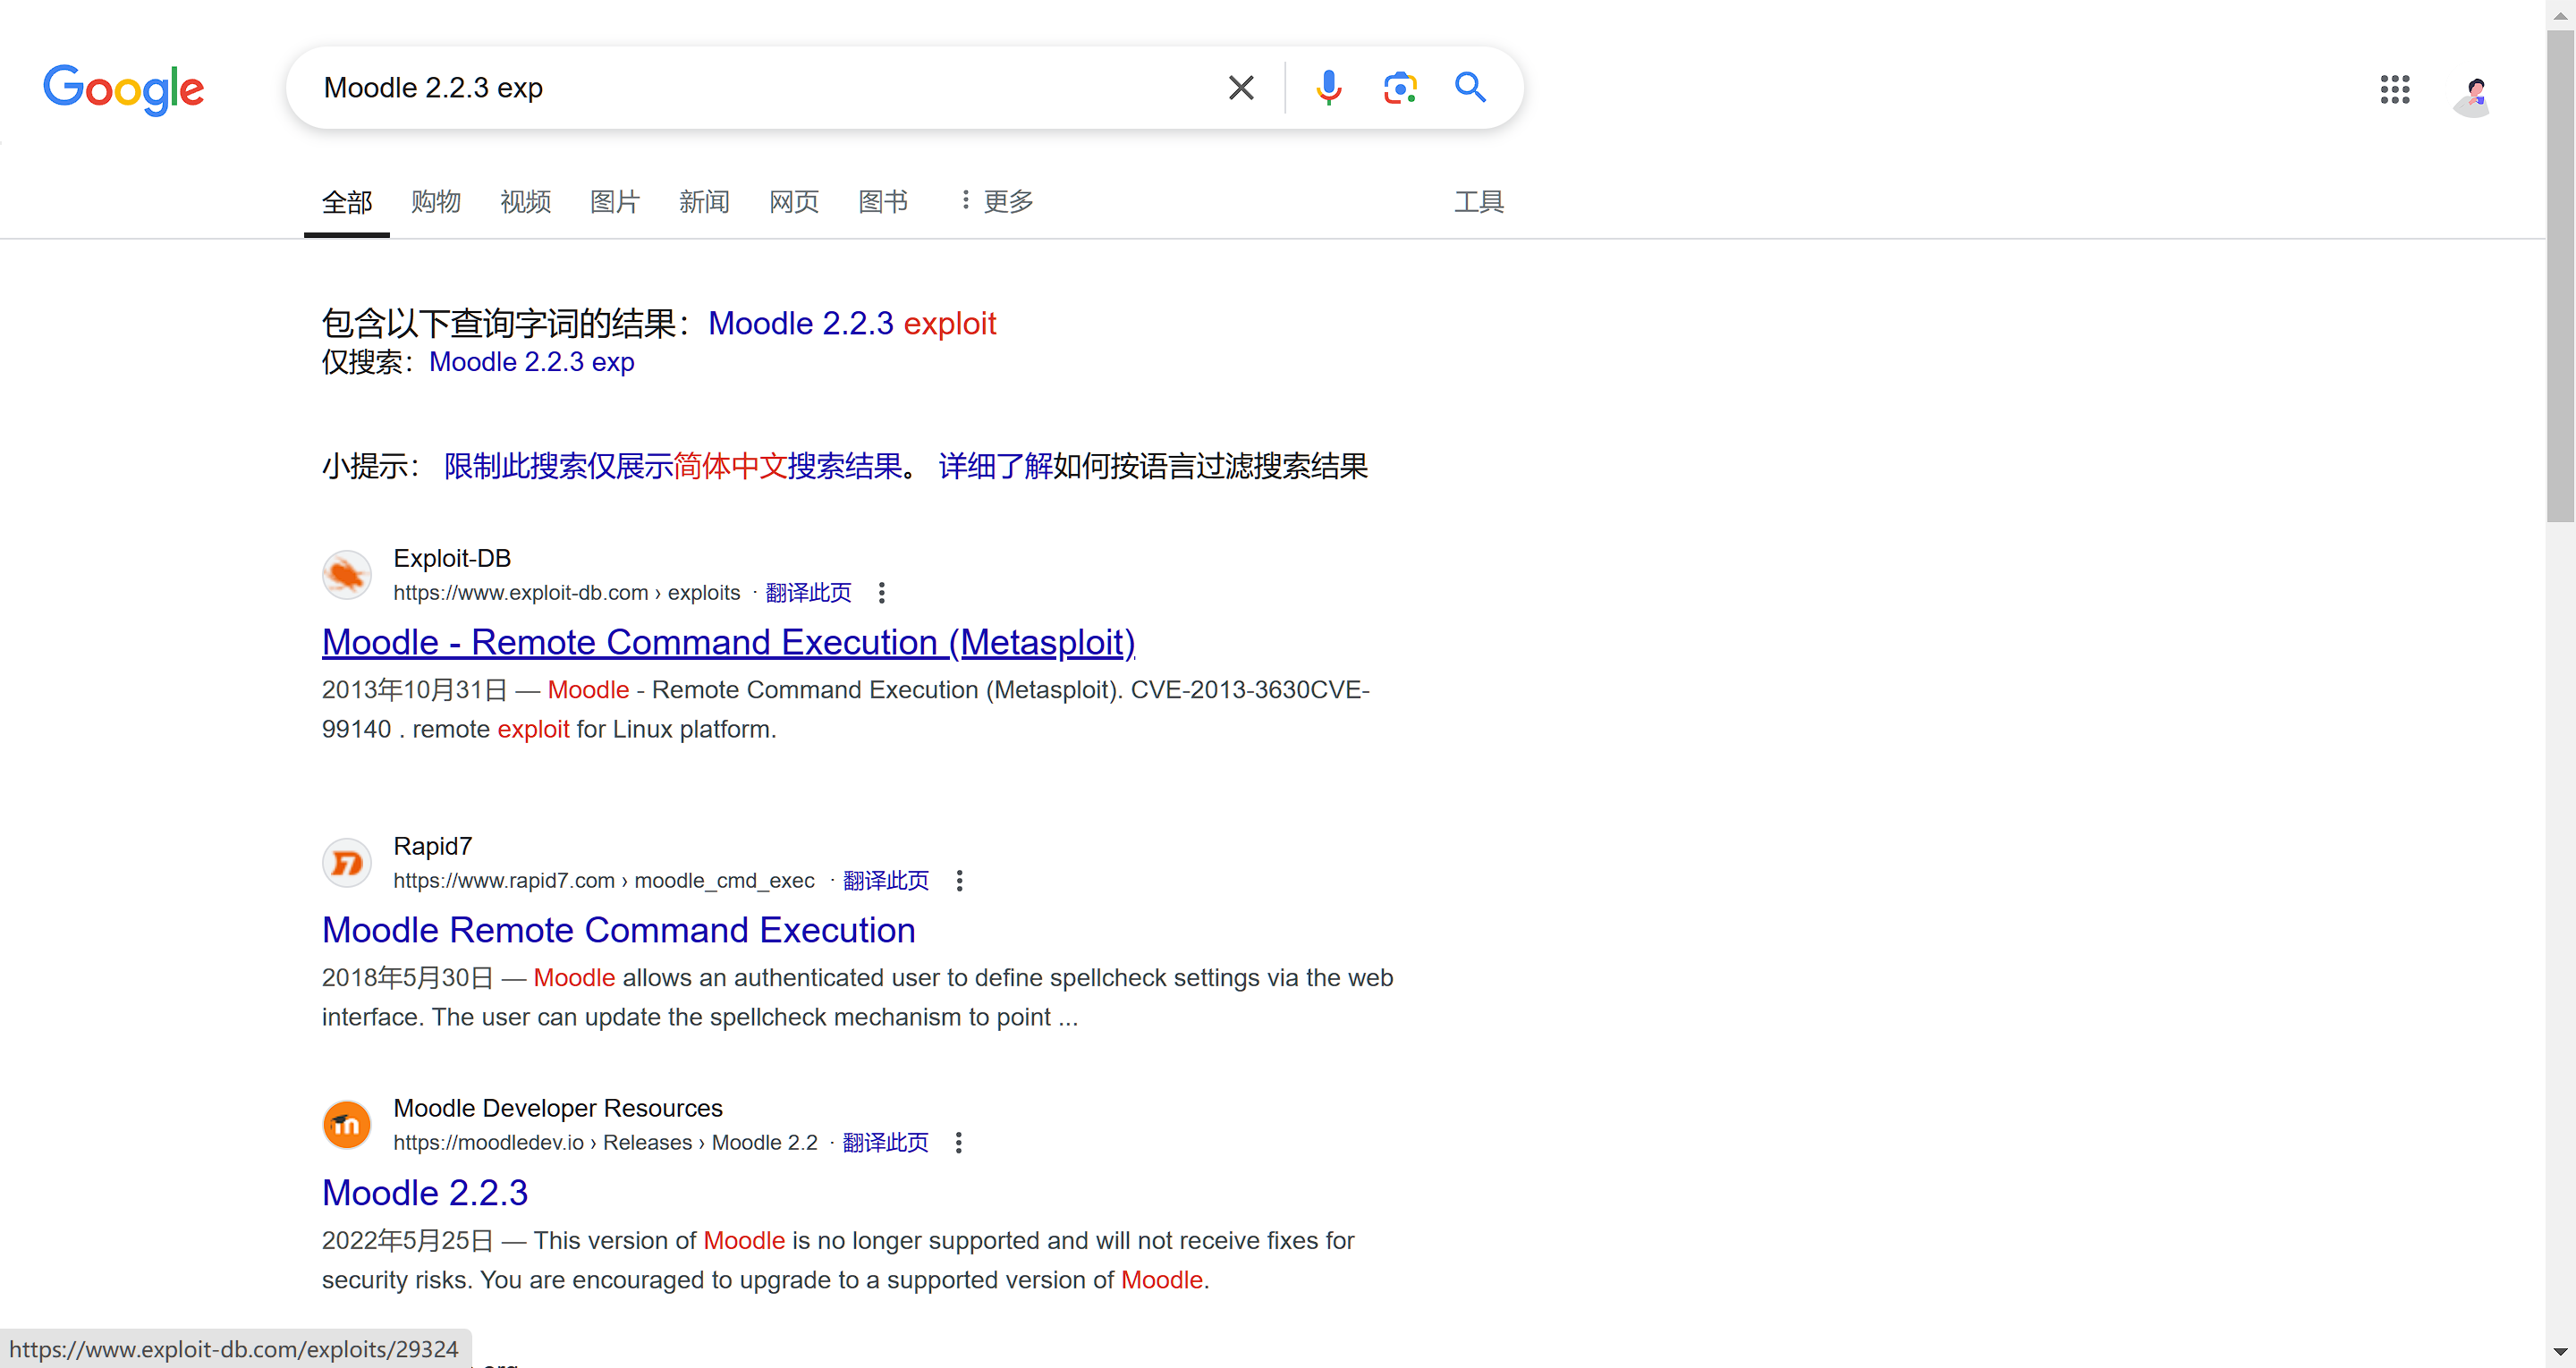 Google
Moodle 2.2.3 exp
全部 购物 视频 图片 新闻 网页 图书 更多 工具
包含以下查询字词的结果：Moodle 2.2.3 exploit
仅搜索：Moodle 2.2.3 exp
小提示： 限制此搜索仅展示简体中文搜索结果。 详细了解如何按语言过滤搜索结果
Exploit-DB
https://www.exploit-db.com › exploits · 翻译此页
Moodle - Remote Command Execution (Metasploit)
2013年10月31日 — Moodle - Remote Command Execution (Metasploit). CVE-2013-3630CVE-
99140 . remote exploit for Linux platform.
Rapid7
https://www.rapid7.com › moodle_cmd_exec · 翻译此页
Moodle Remote Command Execution
2018年5月30日 — Moodle allows an authenticated user to define spellcheck settings via the web
interface. The user can update the spellcheck mechanism to point ...
Moodle Developer Resources
https://moodledev.io › Releases › Moodle 2.2 · 翻译此页
Moodle 2.2.3
2022年5月25日 — This version of Moodle is no longer supported and will not receive fixes for
security risks. You are encouraged to upgrade to a supported version of Moodle.
https://www.exploit-db.com/exploits/29324